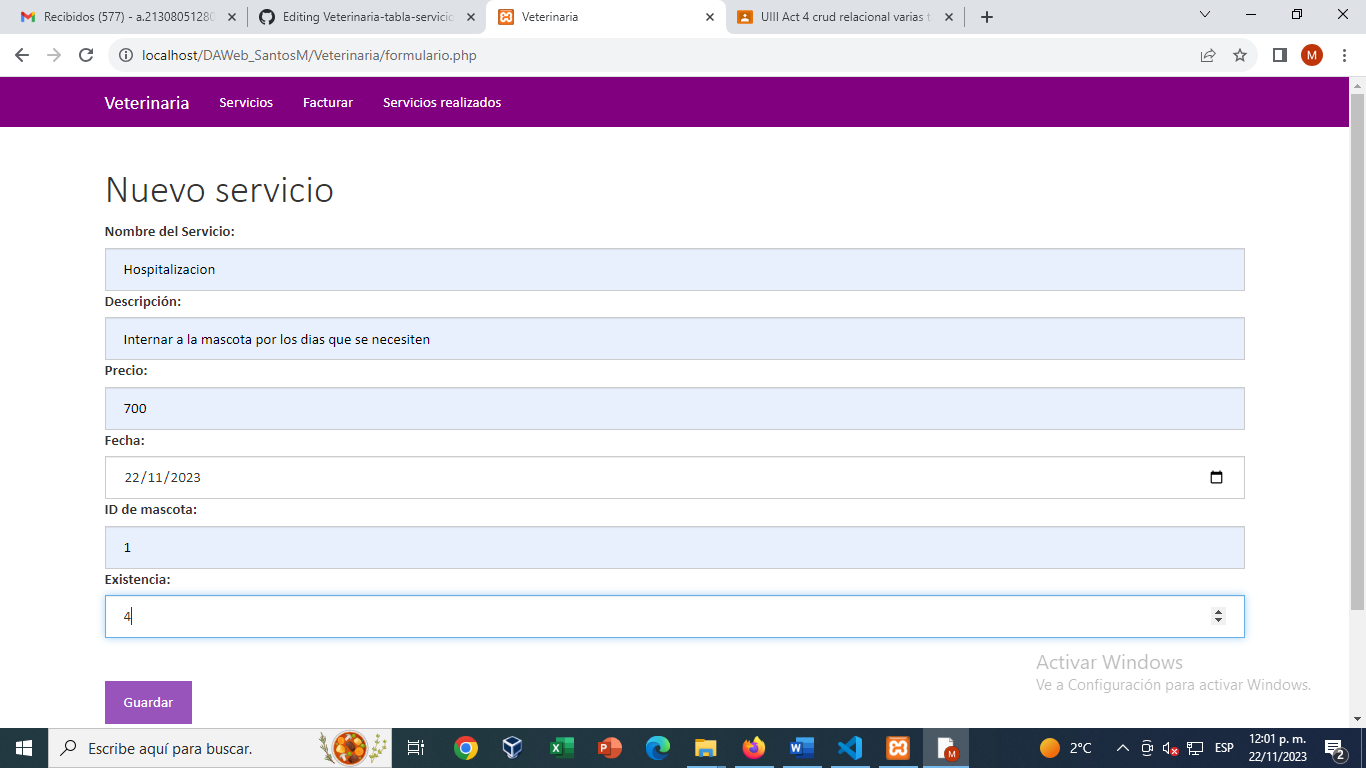 Recibidos (577) - a.21308051280
Editing Veterinaria-tabla-servicio
Veterinaria
UIII Act 4 crud relacional varias t
localhost/DAWeb_SantosM/Veterinaria/formulario.php
M
Veterinaria Servicios Facturar Servicios realizados
Nuevo servicio
Nombre del Servicio:
Hospitalizacion
Descripción:
Internar a la mascota por los dias que se necesiten
Precio:
700
Fecha:
22/11/2023
ID de mascota:
1
Existencia:
4
Activar Windows
Ve a Configuración para activar Windows.
Guardar
Escribe aquí para buscar.
2°C
ESP
12:01 p. m.
22/11/2023
2